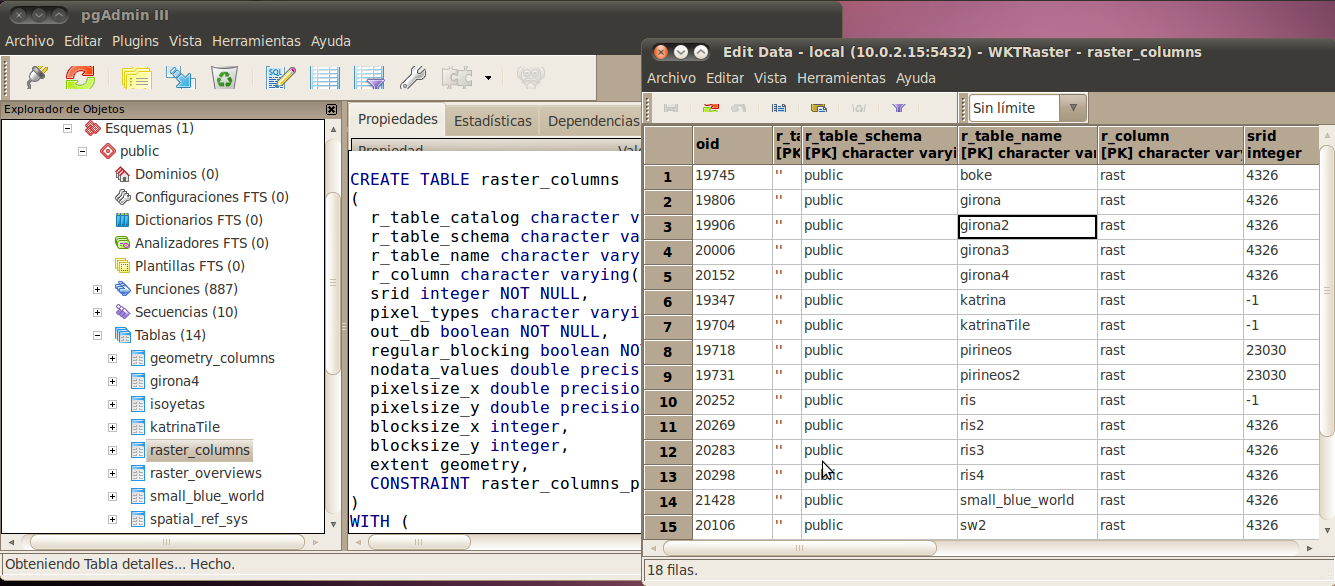 pgAdmin III
Archivo Editar Plugins Vista Herramientas Ayuda
SQL
Explorador de Objetos
Esquemas (1)
public
Dominios (0)
Configuraciones FTS (0)
Dictionarios FTS (0)
Analizadores FTS (0)
Plantillas FTS (0)
Funciones (887)
Secuencias (10)
Tablas (14)
geometry_columns
girona4
isoyetas
katrinaTile
raster_columns
raster_overviews
small_blue_world
spatial_ref_sys
Obteniendo Tabla detalles... Hecho.
Propiedades Estadísticas Dependencias
Propiedad Valo
CREATE TABLE raster_columns
(
r_table_catalog character v
r_table_schema character va
r_table_name character vary
r_column character varying(
srid integer NOT NULL,
pixel_types character varyi
out_db boolean NOT NULL,
regular_blocking boolean NO
nodata_values double precis
pixelsize_x double precisio
pixelsize_y double precisio
blocksize_x integer,
blocksize_y integer,
extent geometry,
CONSTRAINT raster_columns_p
)
WITH (
Edit Data - local (10.0.2.15:5432) - WKTRaster - raster_columns
Archivo Editar Vista Herramientas Ayuda
Sin límite
oid r_ta r_table_schema r_table_name r_column srid
[PK [PK] character varyi [PK] character var [PK] character vary integer
1 19745 '' public boke rast 4326
2 19806 '' public girona rast 4326
3 19906 '' public girona2 rast 4326
4 20006 '' public girona3 rast 4326
5 20152 '' public girona4 rast 4326
6 19347 '' public katrina rast -1
7 19704 '' public katrinaTile rast -1
8 19718 '' public pirineos rast 23030
9 19731 '' public pirineos2 rast 23030
10 20252 '' public ris rast -1
11 20269 '' public ris2 rast 4326
12 20283 '' public ris3 rast 4326
13 20298 '' public ris4 rast 4326
14 21428 '' public small_blue_world rast 4326
15 20106 '' public sw2 rast 4326
18 filas.